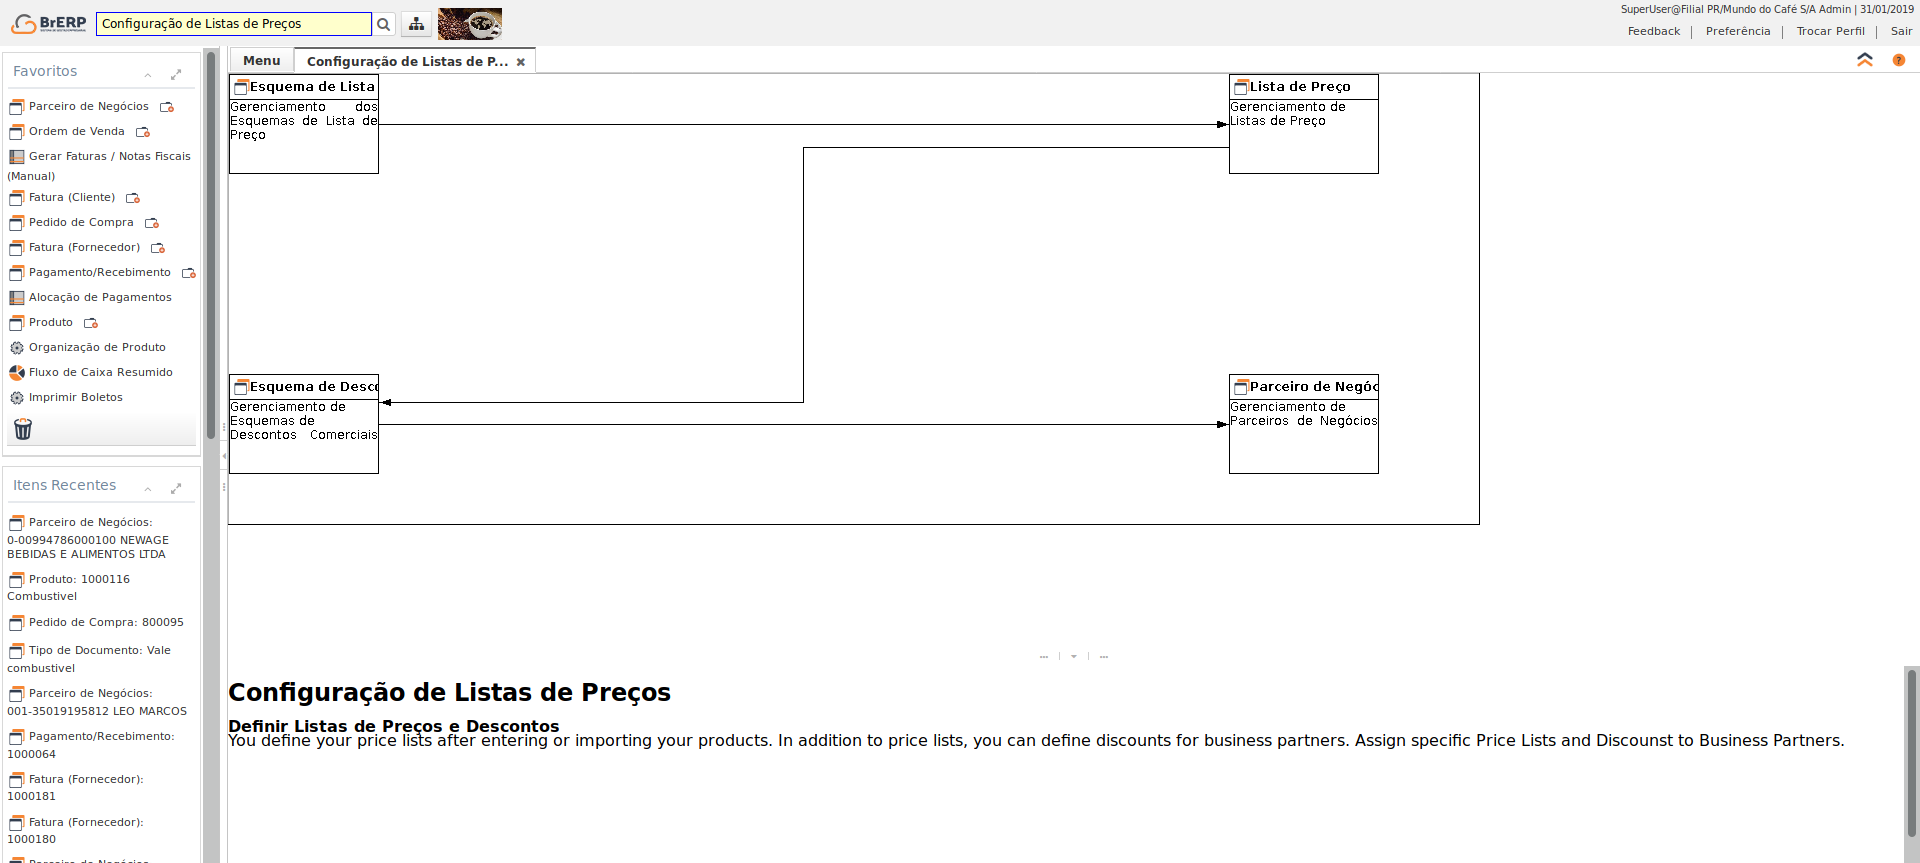 BrERP
Configuração de Listas de Preços
SuperUser@Filial PR/Mundo do Café S/A Admin | 31/01/2019
Feedback | Preferência | Trocar Perfil | Sair
Favoritos
Parceiro de Negócios
Ordem de Venda
Gerar Faturas / Notas Fiscais
(Manual)
Fatura (Cliente)
Pedido de Compra
Fatura (Fornecedor)
Pagamento/Recebimento
Alocação de Pagamentos
Produto
Organização de Produto
Fluxo de Caixa Resumido
Imprimir Boletos
Itens Recentes
Parceiro de Negócios:
0-00994786000100 NEWAGE
BEBIDAS E ALIMENTOS LTDA
Produto: 1000116
Combustivel
Pedido de Compra: 800095
Tipo de Documento: Vale
combustivel
Parceiro de Negócios:
001-35019195812 LEO MARCOS
Pagamento/Recebimento:
1000064
Fatura (Fornecedor):
1000181
Fatura (Fornecedor):
1000180
Menu
Configuração de Listas de P...
Esquema de Lista
Gerenciamento dos
Esquemas de Lista de
Preço
Lista de Preço
Gerenciamento de
Listas de Preço
Esquema de Desc
Gerenciamento de
Esquemas de
Descontos Comerciais
Parceiro de Negóc
Gerenciamento de
Parceiros de Negócios
Configuração de Listas de Preços
Definir Listas de Preços e Descontos
You define your price lists after entering or importing your products. In addition to price lists, you can define discounts for business partners. Assign specific Price Lists and Discounst to Business Partners.